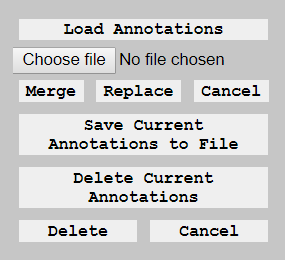 Load Annotations
Choose file No file chosen
Merge Replace Cancel
Save Current
Annotations to File
Delete Current
Annotations
Delete Cancel